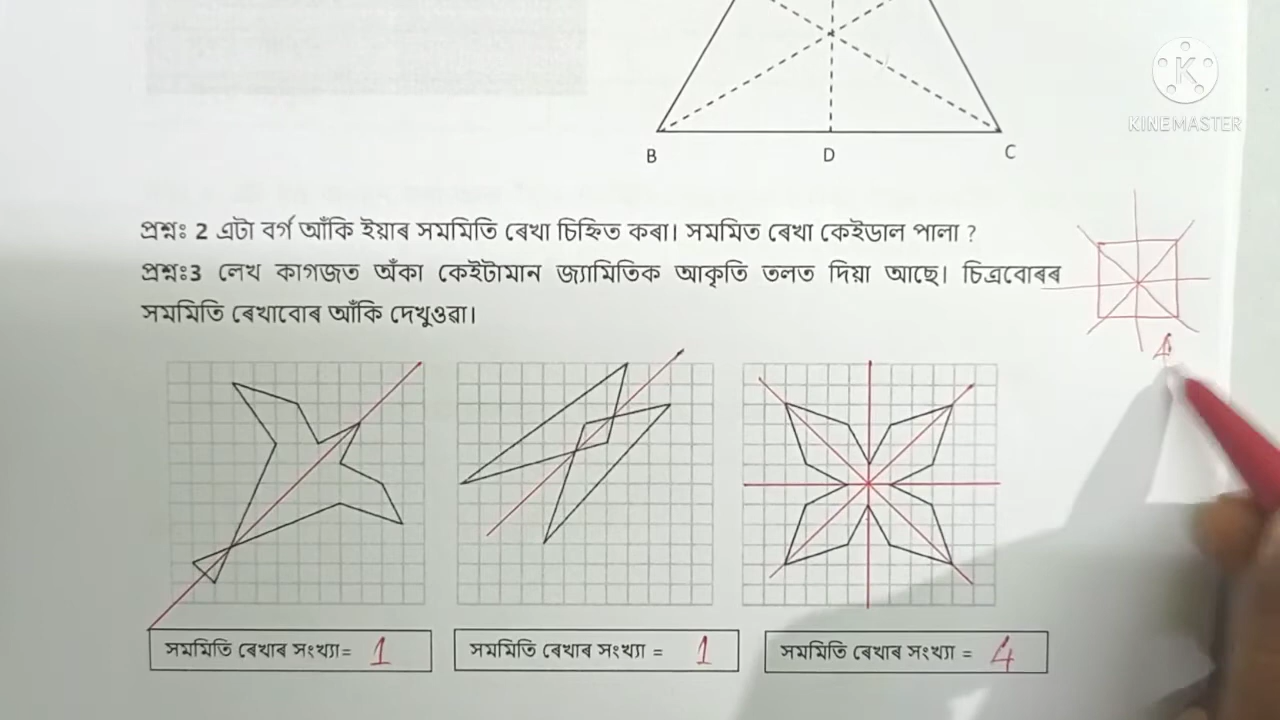 B D C
K
KINEMASTER
প্ৰশ্নঃ 2 এটা বৰ্গ আঁকি ইয়াৰ সমমিতি ৰেখা চিহ্নিত কৰা। সমমিত ৰেখা কেইডাল পালা ?
প্ৰশ্নঃ3 লেখ কাগজত অঁকা কেইটামান জ্যামিতিক আকৃতি তলত দিয়া আছে। চিত্ৰবোৰৰ
সমমিতি ৰেখাবোৰ আঁকি দেখুওৱা।
4
সমমিতি ৰেখাৰ সংখ্যা= 1
সমমিতি ৰেখাৰ সংখ্যা = 1
সমমিতি ৰেখাৰ সংখ্যা = 4